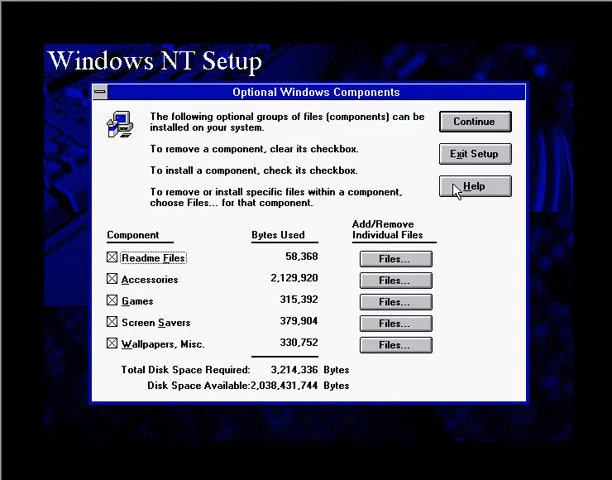 Windows NT Setup
Optional Windows Components
The following optional groups of files (components) can be
installed on your system.
To remove a component, clear its checkbox.
To install a component, check its checkbox.
To remove or install specific files within a component,
choose Files... for that component.
Continue
Exit Setup
Help
Component Bytes Used Add/Remove
Individual Files
Readme Files 58,368 Files...
Accessories 2,129,920 Files...
Games 315,392 Files...
Screen Savers 379,904 Files...
Wallpapers, Misc. 330,752 Files...
Total Disk Space Required: 3,214,336 Bytes
Disk Space Available:2,038,431,744 Bytes